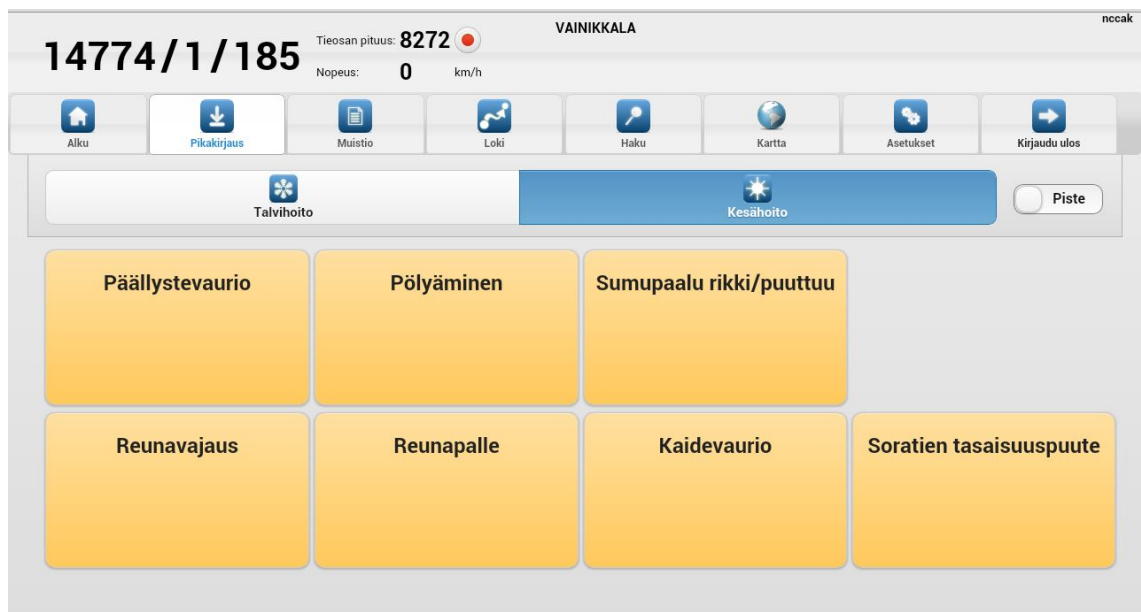 14774/1/185
Tieosan pituus: 8272
Nopeus: 0 km/h
VAINIKKALA
nccak
Alku
Pikakirjaus
Muistio
Loki
Haku
Kartta
Asetukset
Kirjaudu ulos
Talvihoito
Kesähoito
Piste
Päällystevaurio
Pölyäminen
Sumupaalu rikki/puuttuu
Reunavajaus
Reunapalle
Kaidevaurio
Soratien tasaisuuspuute